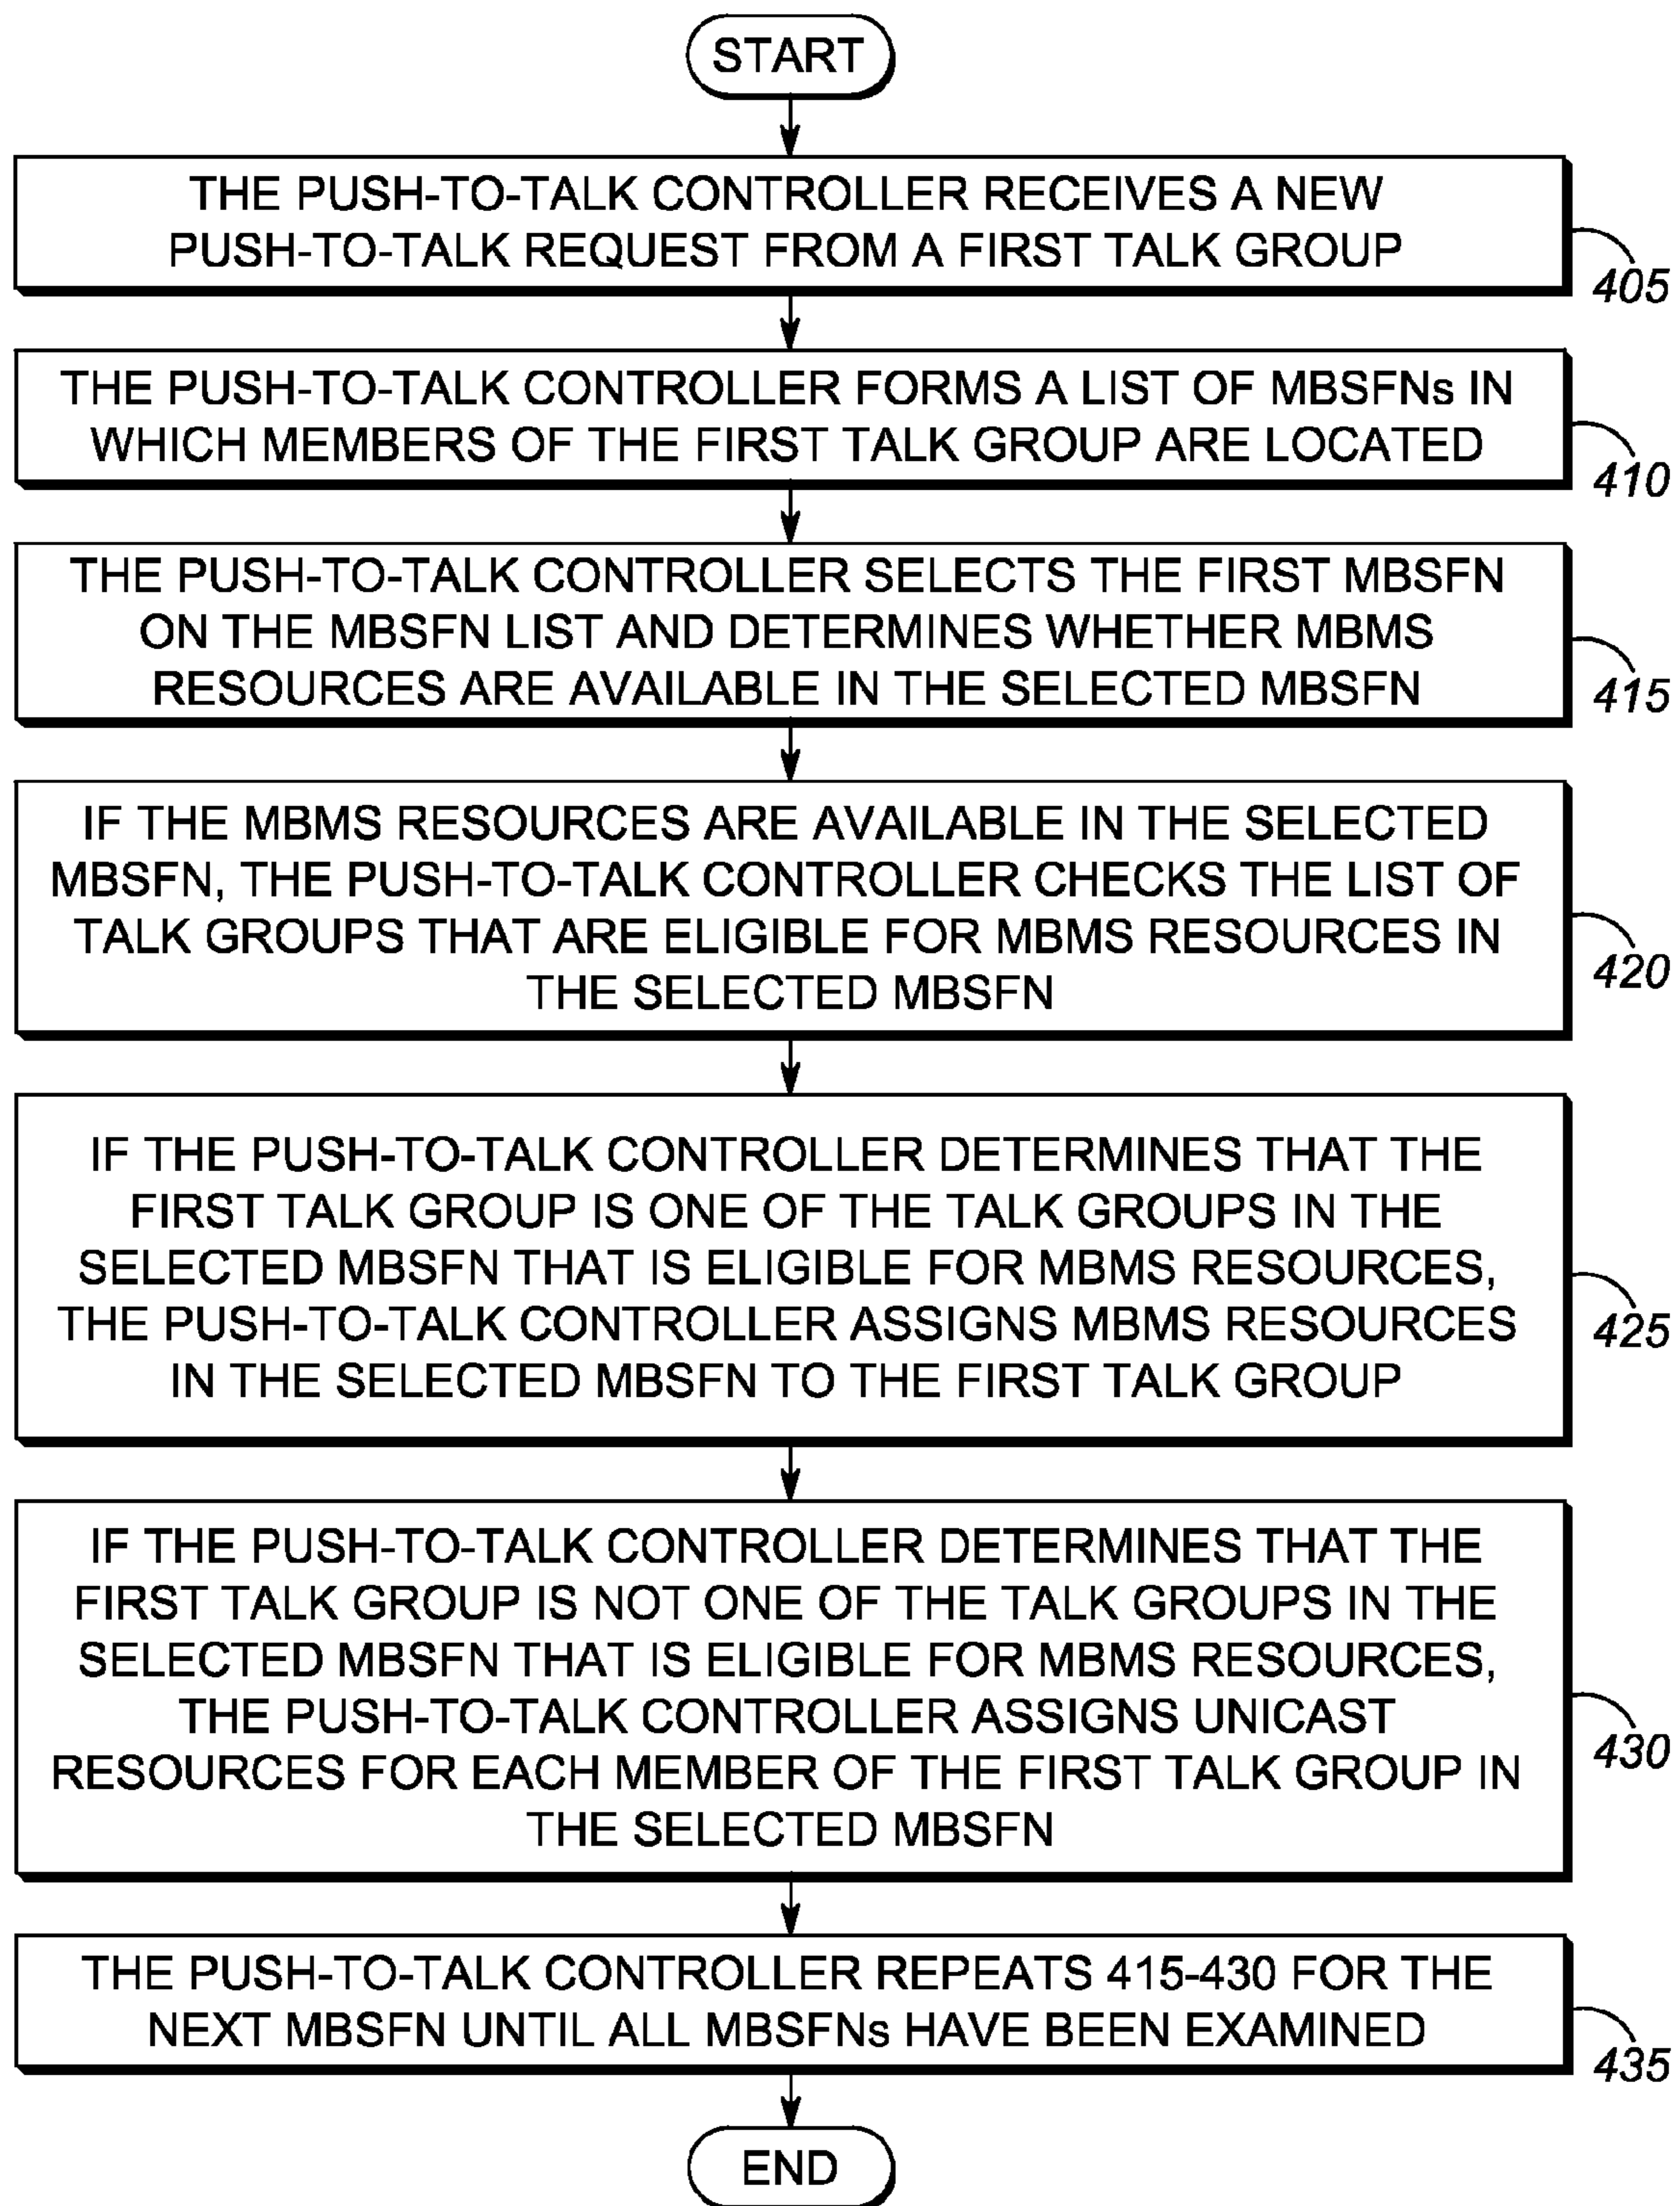 START
THE PUSH-TO-TALK CONTROLLER RECEIVES A NEW
PUSH-TO-TALK REQUEST FROM A FIRST TALK GROUP
405
THE PUSH-TO-TALK CONTROLLER FORMS A LIST OF MBSFNs IN
WHICH MEMBERS OF THE FIRST TALK GROUP ARE LOCATED
410
THE PUSH-TO-TALK CONTROLLER SELECTS THE FIRST MBSFN
ON THE MBSFN LIST AND DETERMINES WHETHER MBMS
RESOURCES ARE AVAILABLE IN THE SELECTED MBSFN
415
IF THE MBMS RESOURCES ARE AVAILABLE IN THE SELECTED
MBSFN, THE PUSH-TO-TALK CONTROLLER CHECKS THE LIST OF
TALK GROUPS THAT ARE ELIGIBLE FOR MBMS RESOURCES IN
THE SELECTED MBSFN
420
IF THE PUSH-TO-TALK CONTROLLER DETERMINES THAT THE
FIRST TALK GROUP IS ONE OF THE TALK GROUPS IN THE
SELECTED MBSFN THAT IS ELIGIBLE FOR MBMS RESOURCES,
THE PUSH-TO-TALK CONTROLLER ASSIGNS MBMS RESOURCES
IN THE SELECTED MBSFN TO THE FIRST TALK GROUP
425
IF THE PUSH-TO-TALK CONTROLLER DETERMINES THAT THE
FIRST TALK GROUP IS NOT ONE OF THE TALK GROUPS IN THE
SELECTED MBSFN THAT IS ELIGIBLE FOR MBMS RESOURCES,
THE PUSH-TO-TALK CONTROLLER ASSIGNS UNICAST
RESOURCES FOR EACH MEMBER OF THE FIRST TALK GROUP IN
THE SELECTED MBSFN
430
THE PUSH-TO-TALK CONTROLLER REPEATS 415-430 FOR THE
NEXT MBSFN UNTIL ALL MBSFNs HAVE BEEN EXAMINED
435
END